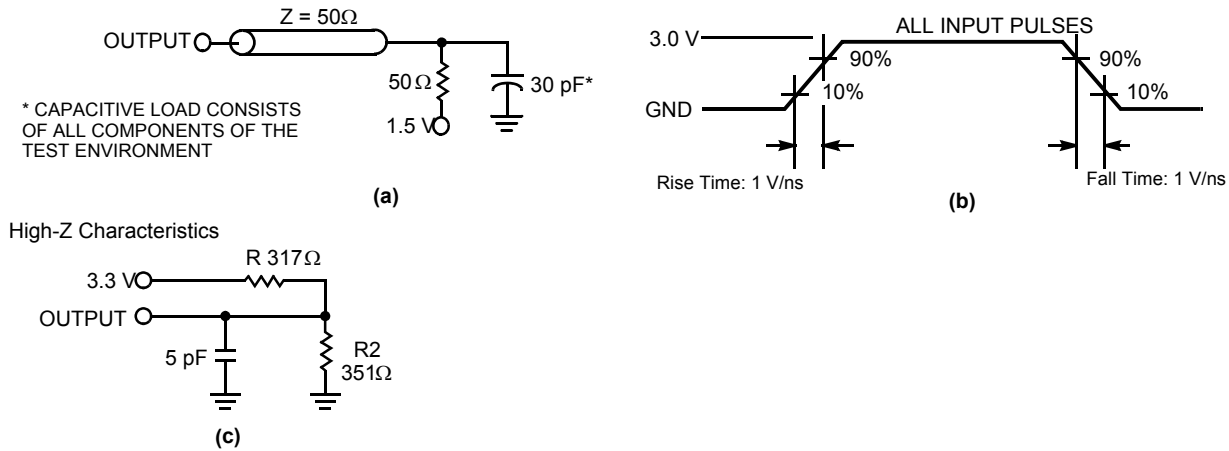 Z = 50Ω
OUTPUT
50Ω
30 pF*
1.5 V
* CAPACITIVE LOAD CONSISTS
OF ALL COMPONENTS OF THE
TEST ENVIRONMENT
(a)
ALL INPUT PULSES
3.0 V
90%
90%
10%
10%
GND
Rise Time: 1 V/ns
Fall Time: 1 V/ns
(b)
High-Z Characteristics
R 317Ω
3.3 V
OUTPUT
5 pF
R2
351Ω
(c)